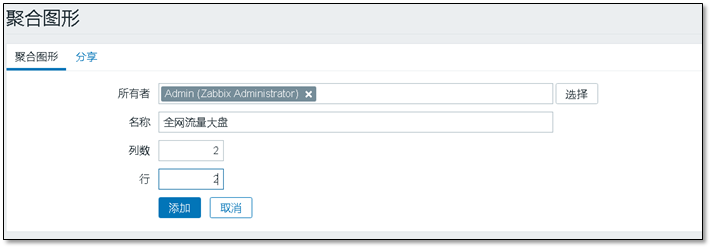 聚合图形
聚合图形 分享
所有者 Admin (Zabbix Administrator) × 选择
名称 全网流量大盘
列数 2
行 2
添加 取消